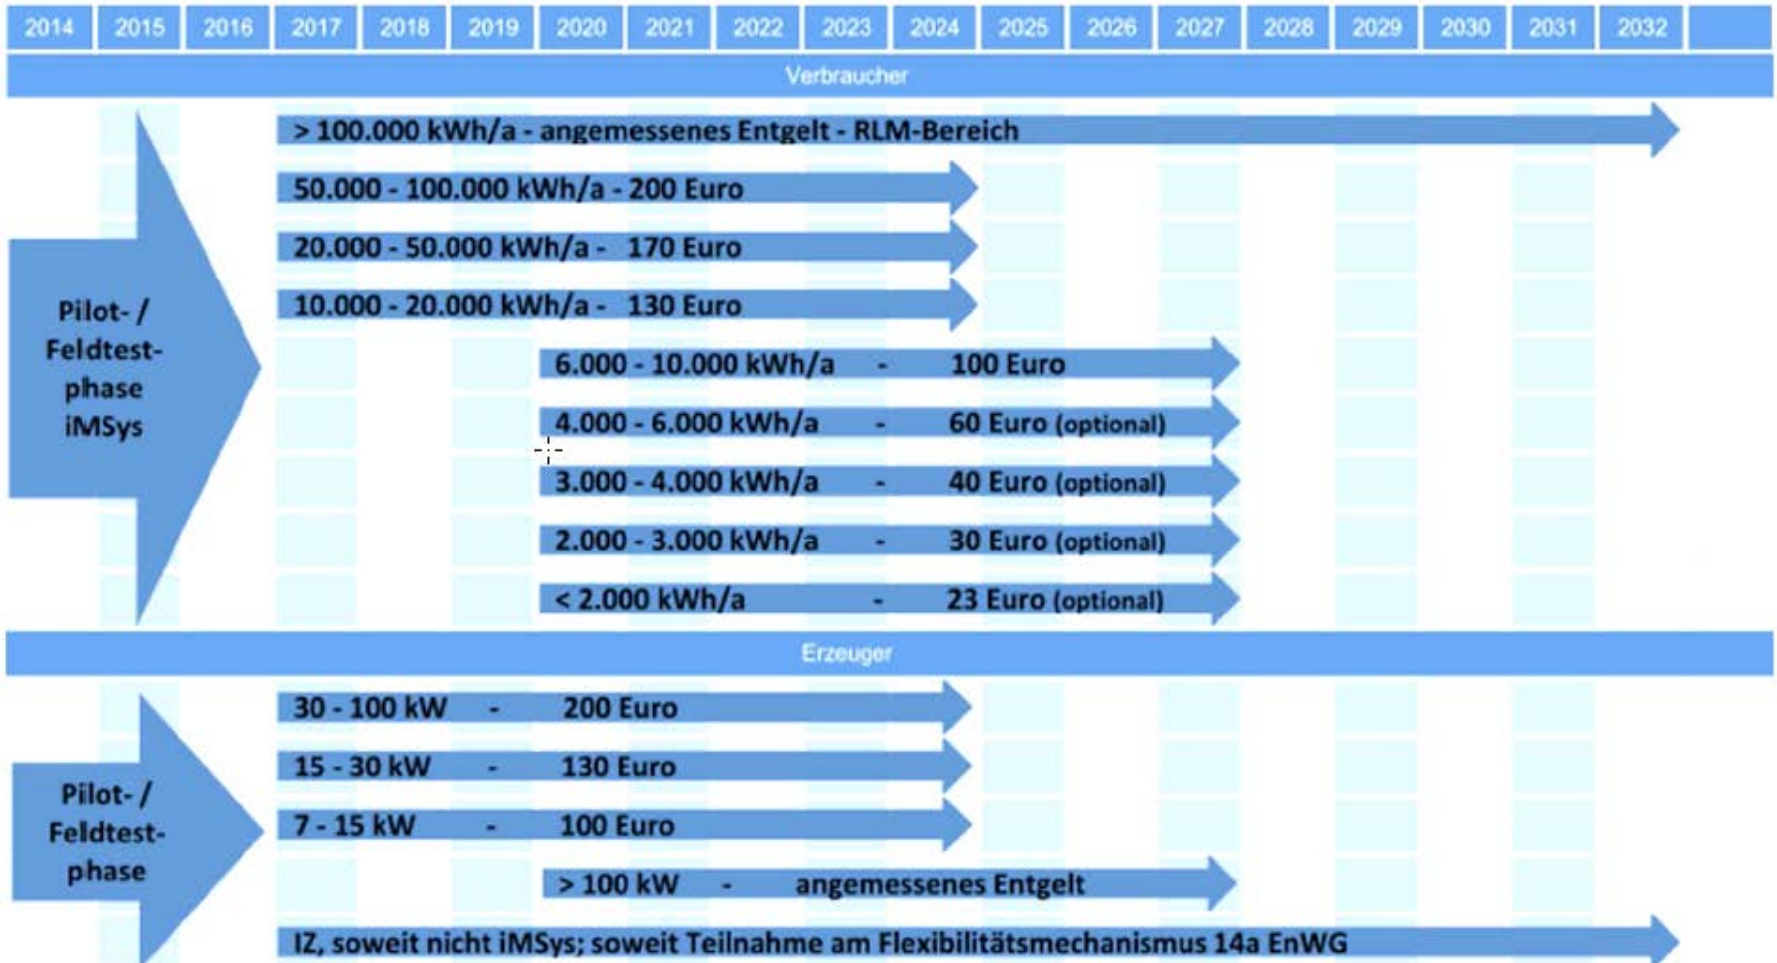 2014 2015 2016 2017 2018 2019 2020 2021 2022 2023 2024 2025 2026 2027 2028 2029 2030 2031 2032
Verbraucher
> 100.000 kWh/a - angemessenes Entgelt - RLM-Bereich
50.000 - 100.000 kWh/a - 200 Euro
20.000 - 50.000 kWh/a - 170 Euro
10.000 - 20.000 kWh/a - 130 Euro
Pilot- /
Feldtest-
phase
iMSys
6.000 - 10.000 kWh/a - 100 Euro
4.000 - 6.000 kWh/a - 60 Euro (optional)
3.000 - 4.000 kWh/a - 40 Euro (optional)
2.000 - 3.000 kWh/a - 30 Euro (optional)
< 2.000 kWh/a - 23 Euro (optional)
Erzeuger
30 - 100 kW - 200 Euro
15 - 30 kW - 130 Euro
7 - 15 kW - 100 Euro
Pilot- /
Feldtest-
phase
> 100 kW - angemessenes Entgelt
IZ, soweit nicht iMSys; soweit Teilnahme am Flexibilitätsmechanismus 14a EnWG